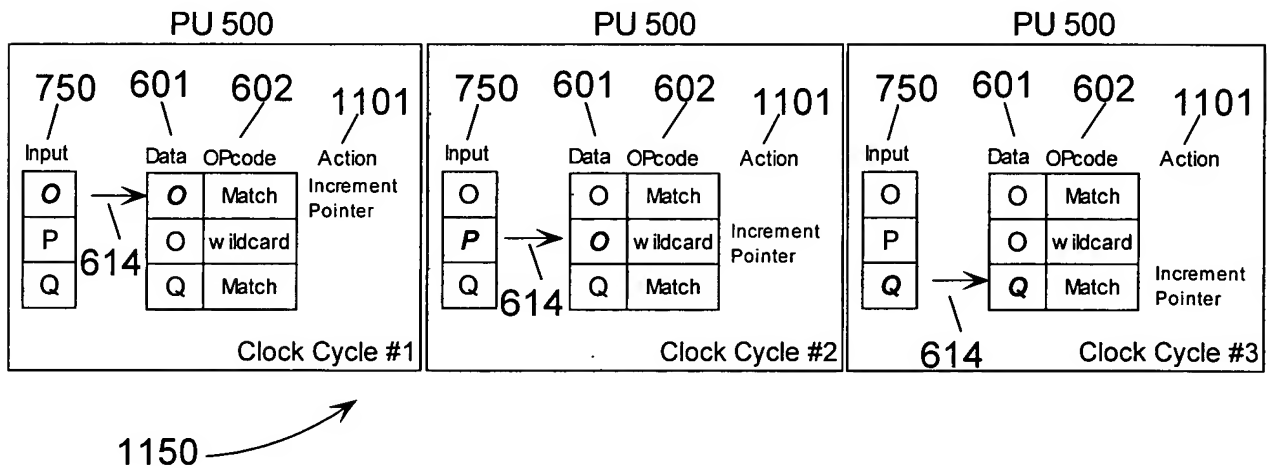 PU 500 PU 500 PU 500
750 601 602 1101 750 601 602 1101 750 601 602 1101
Input Data OPcode Action Input Data OPcode Action Input Data OPcode Action
O O Match Increment Pointer O O Match O O Match
P O wildcard P O wildcard Increment Pointer P O wildcard
614 614
Q Q Match Q Q Match Q Q Match Increment Pointer
614
Clock Cycle #1 Clock Cycle #2 Clock Cycle #3
1150